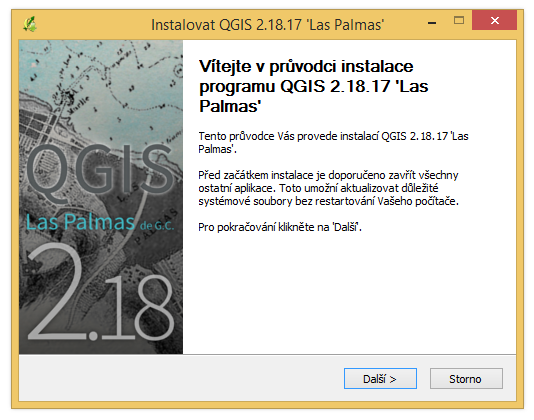 Instalovat QGIS 2.18.17 'Las Palmas'
QGIS
Las Palmas de G.C.
2.18
Vítejte v průvodci instalace
programu QGIS 2.18.17 'Las
Palmas'
Tento průvodce Vás provede instalací QGIS 2.18.17 'Las
Palmas'.
Před začátkem instalace je doporučeno zavřít všechny
ostatní aplikace. Toto umožní aktualizovat důležité
systémové soubory bez restartování Vašeho počítače.
Pro pokračování klikněte na 'Další'.
Další >
Storno